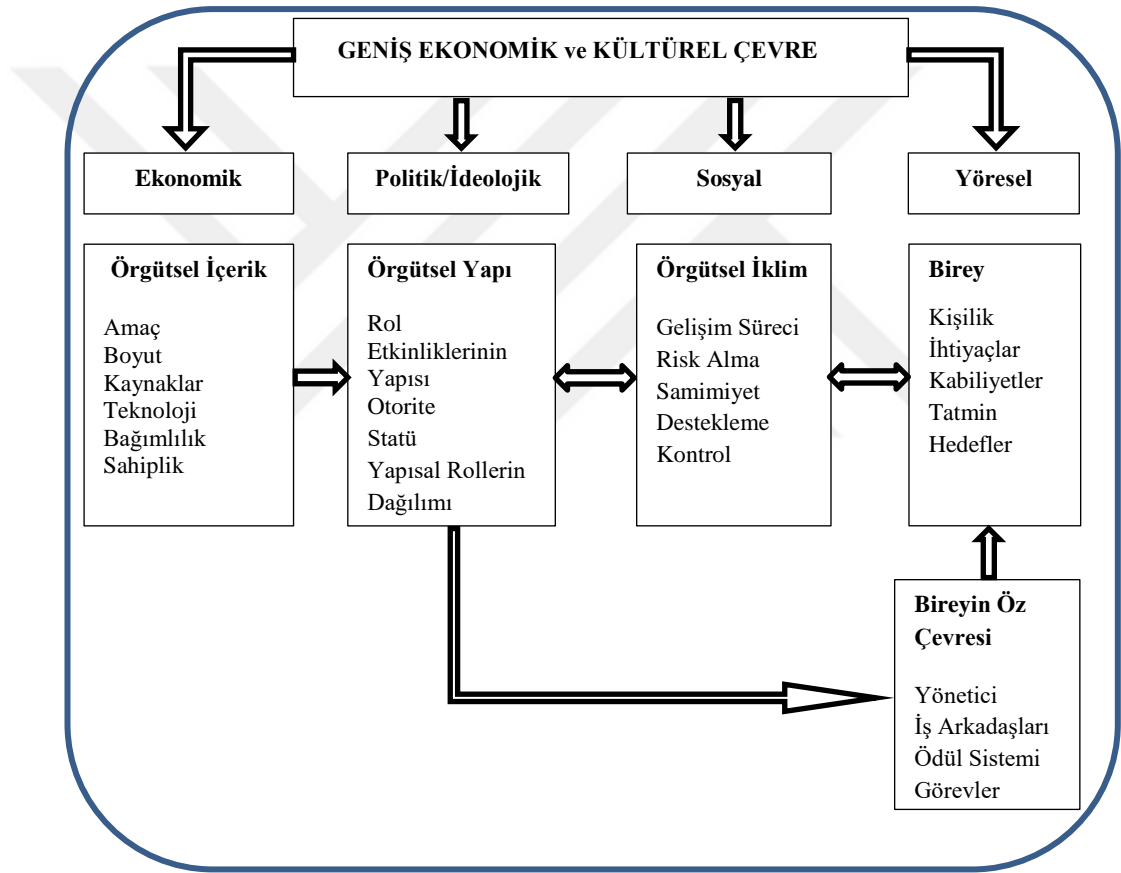 GENİŞ EKONOMİK ve KÜLTÜREL ÇEVRE
Ekonomik
Politik/İdeolojik
Sosyal
Yöresel
Örgütsel İçerik
Amaç
Boyut
Kaynaklar
Teknoloji
Bağımlılık
Sahiplik
Örgütsel Yapı
Rol
Etkinliklerinin
Yapısı
Otorite
Statü
Yapısal Rollerin
Dağılımı
Örgütsel İklim
Gelişim Süreci
Risk Alma
Samimiyet
Destekleme
Kontrol
Birey
Kişilik
İhtiyaçlar
Kabiliyetler
Tatmin
Hedefler
Bireyin Öz
Çevresi
Yönetici
İş Arkadaşları
Ödül Sistemi
Görevler